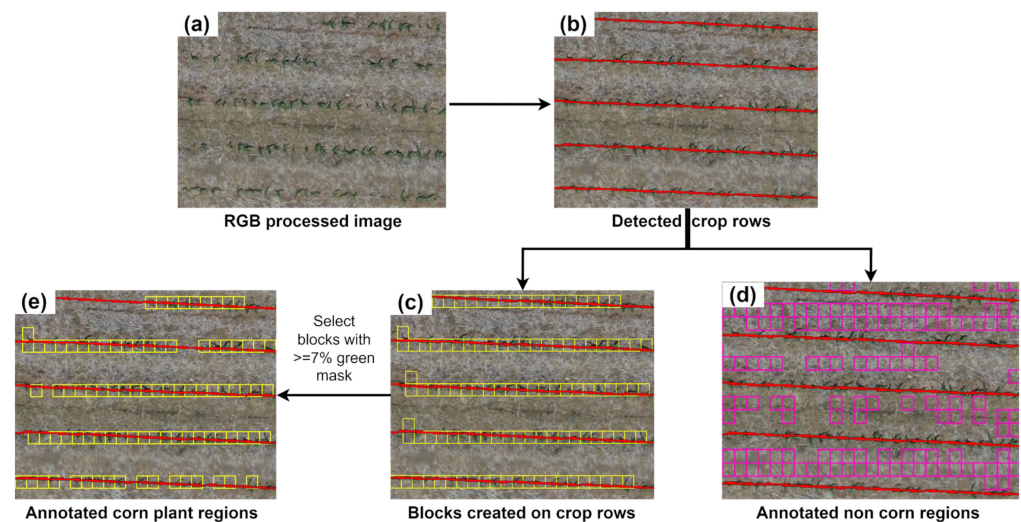 (a)
RGB processed image
(b)
Detected crop rows
(e)
Annotated corn plant regions
Select
blocks with
>=7% green
mask
(c)
Blocks created on crop rows
(d)
Annotated non corn regions